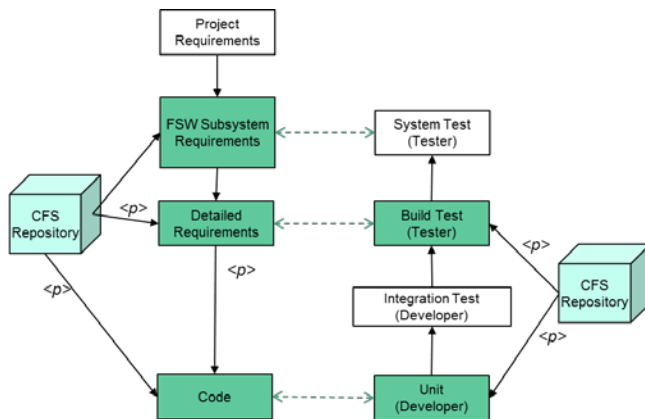 Project
Requirements
FSW Subsystem
Requirements
System Test
(Tester)
CFS
Repository
<p>
Detailed
Requirements
Build Test
(Tester)
<p>
<p>
<p>
Integration Test
(Developer)
CFS
Repository
<p>
Code
Unit
(Developer)